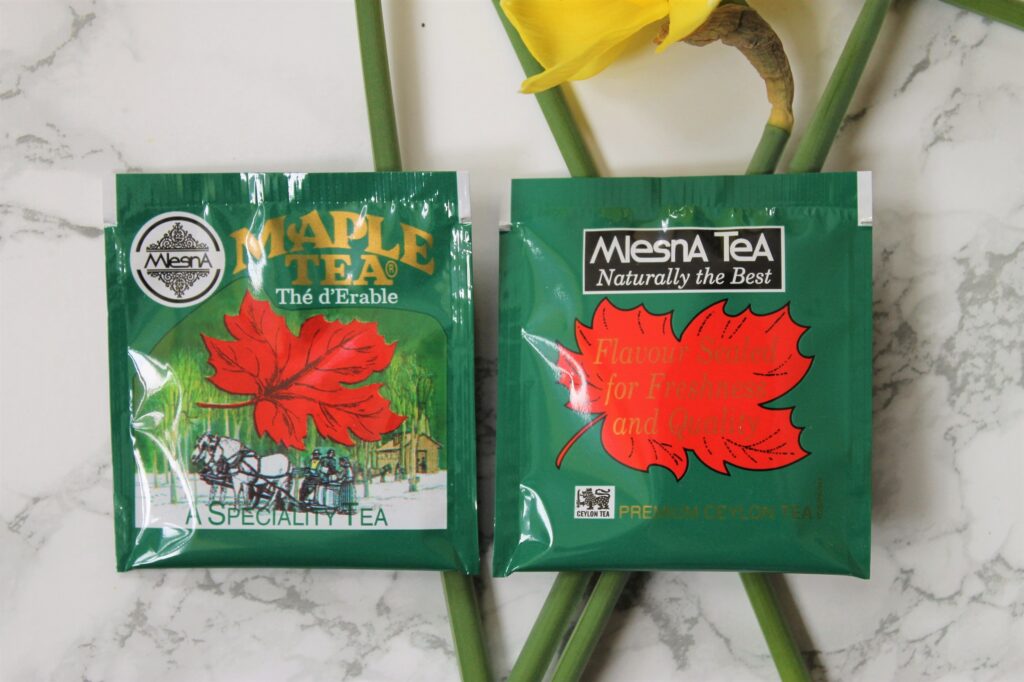 MlesnA
MAPLE
TEA®
Thé d'Erable
A SPECIALITY TEA
MlesnA TeA
Naturally the Best
Flavour Sealed
for Freshness
and Quality
CEYLON TEA
PREMIUM CEYLON TEA